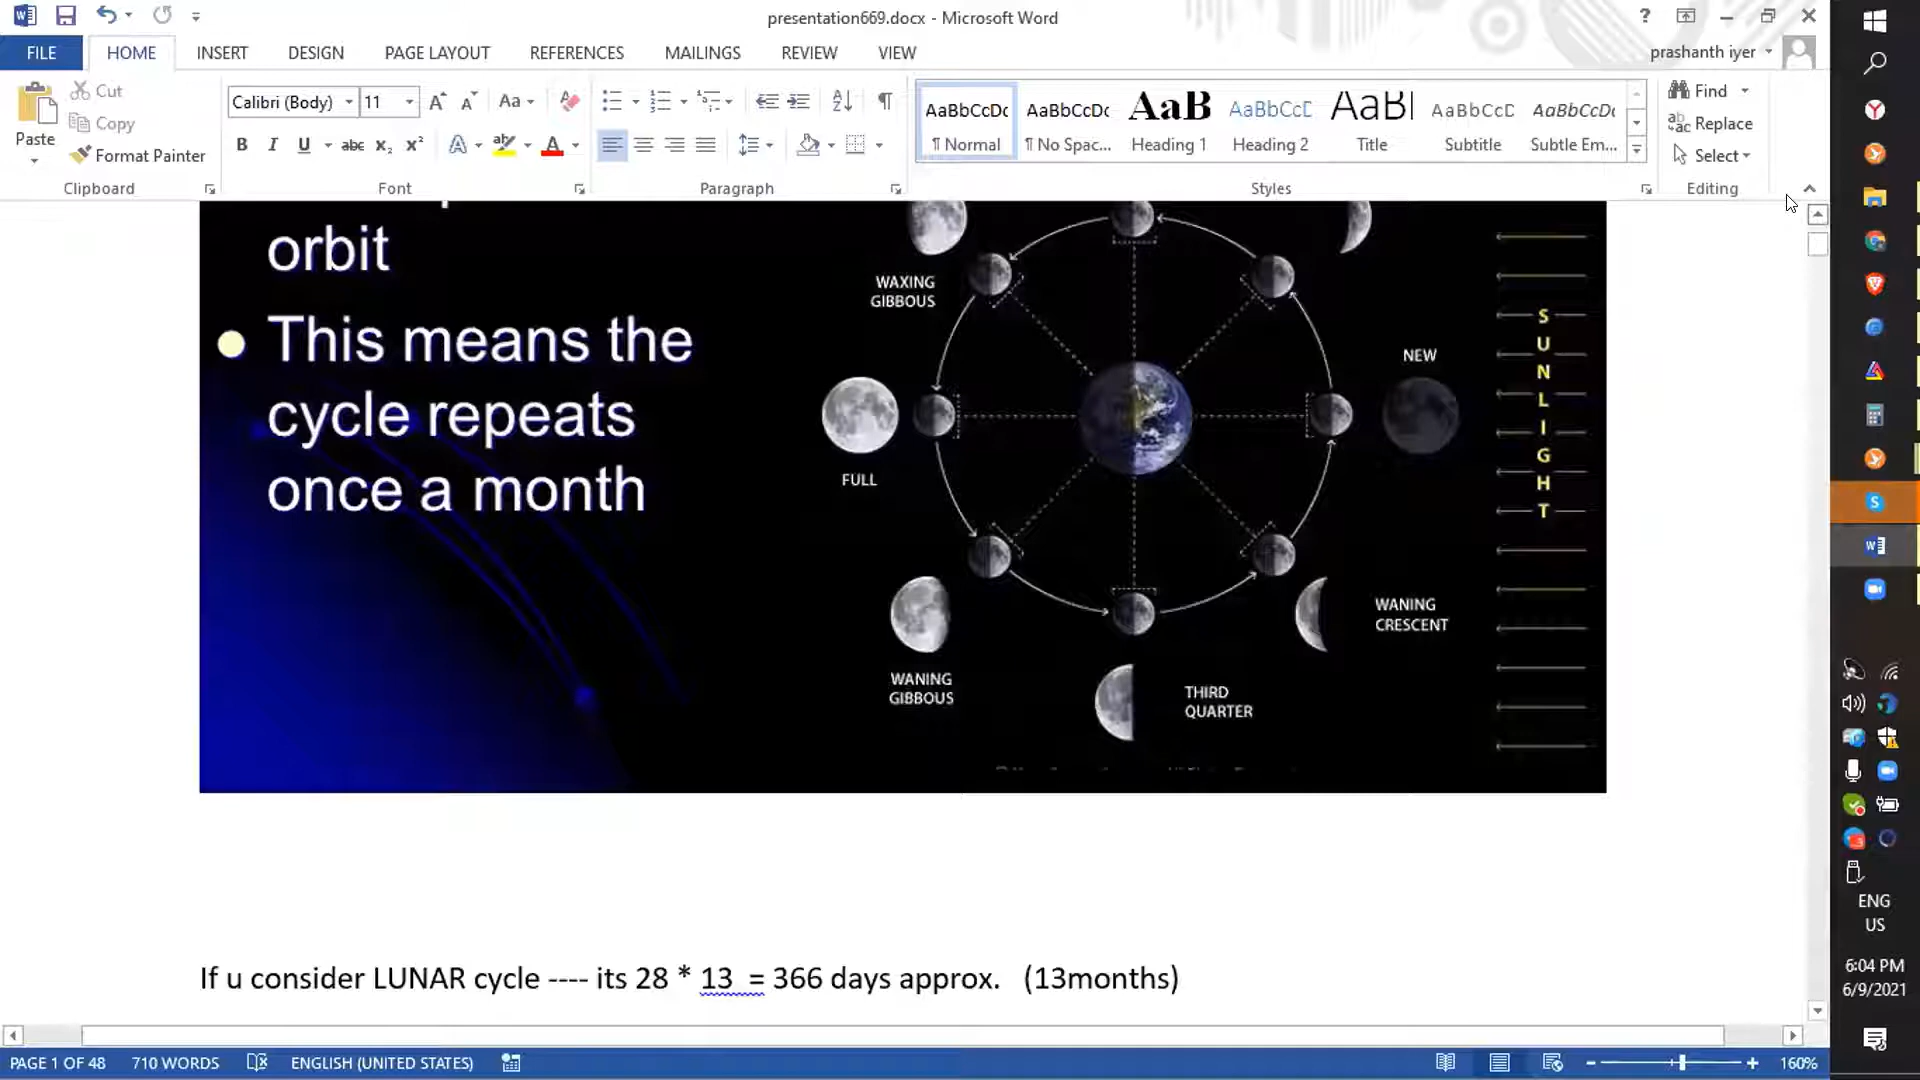 presentation669.docx - Microsoft Word
?
FILE
HOME
INSERT
DESIGN
PAGE LAYOUT
REFERENCES
MAILINGS
REVIEW
VIEW
prashanth iyer
Paste
Cut
Copy
Format Painter
Clipboard
Calibri (Body)
11
Font
Paragraph
AaBbCcDc
¶ Normal
AaBbCcDc
¶ No Spac...
AaB
Heading 1
AaBbCcD
Heading 2
AaBl
Title
AaBbCcD
Subtitle
AaBbCcDc
Subtle Em...
Styles
Find
Replace
Select
Editing
orbit
This means the
cycle repeats
once a month
WAXING
GIBBOUS
NEW
FULL
WANING
GIBBOUS
THIRD
QUARTER
WANING
CRESCENT
SUNLIGHT
If u consider LUNAR cycle ---- its 28 * 13  = 366 days approx.   (13months)
PAGE 1 OF 48
710 WORDS
ENGLISH (UNITED STATES)
160%
ENG
US
6:04 PM
6/9/2021